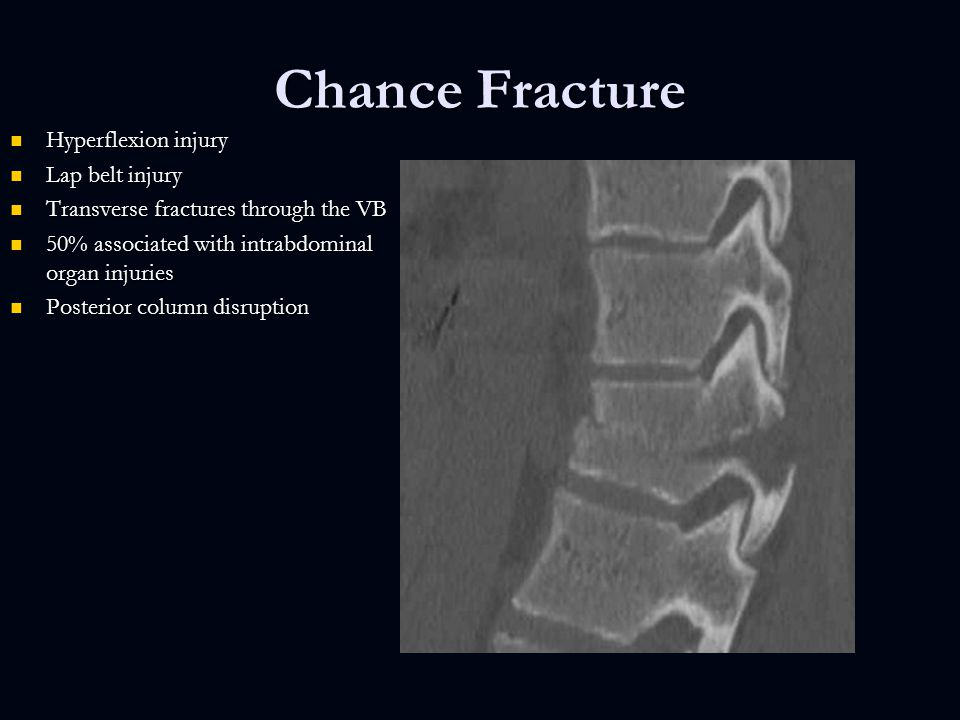 Chance Fracture
Hyperflexion injury
Lap belt injury
Transverse fractures through the VB
50% associated with intrabdominal
organ injuries
Posterior column disruption